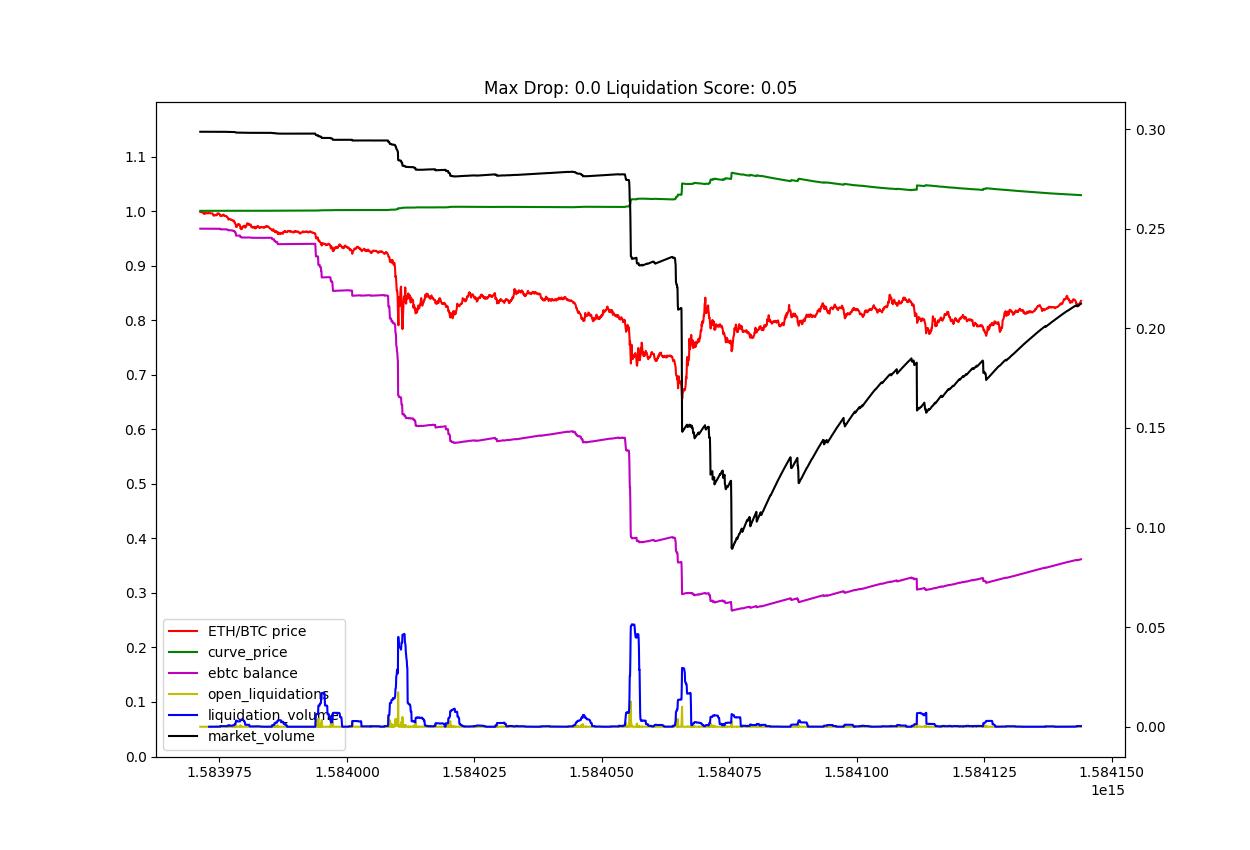 Max Drop: 0.0 Liquidation Score: 0.05
1.1
1.0
0.9
0.8
0.7
0.6
0.5
0.4
0.3
0.2
0.1
0.0
0.30
0.25
0.20
0.15
0.10
0.05
0.00
ETH/BTC price
curve_price
ebtc balance
open_liquidations
liquidation_volume
market_volume
1.583975 1.584000 1.584025 1.584050 1.584075 1.584100 1.584125 1.584150
1e15